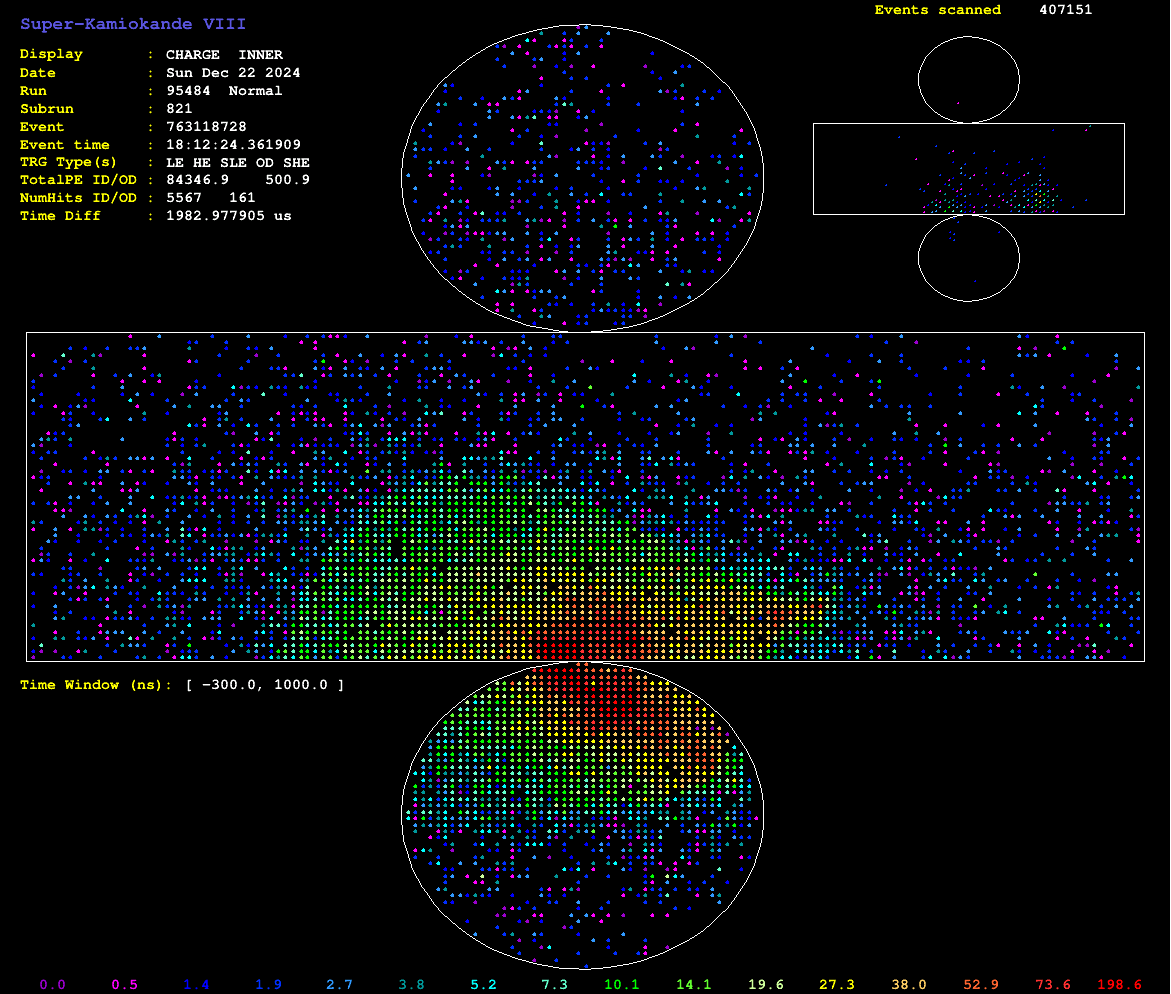 Super-Kamiokande VIII
Events scanned 407151
Display : CHARGE INNER
Date : Sun Dec 22 2024
Run : 95484 Normal
Subrun : 821
Event : 763118728
Event time : 18:12:24.361909
TRG Type(s) : LE HE SLE OD SHE
TotalPE ID/OD : 84346.9 500.9
NumHits ID/OD : 5567 161
Time Diff : 1982.977905 us
Time Window (ns): [ −300.0, 1000.0 ]
0.0 0.5 1.4 1.9 2.7 3.8 5.2 7.3 10.1 14.1 19.6 27.3 38.0 52.9 73.6 198.6